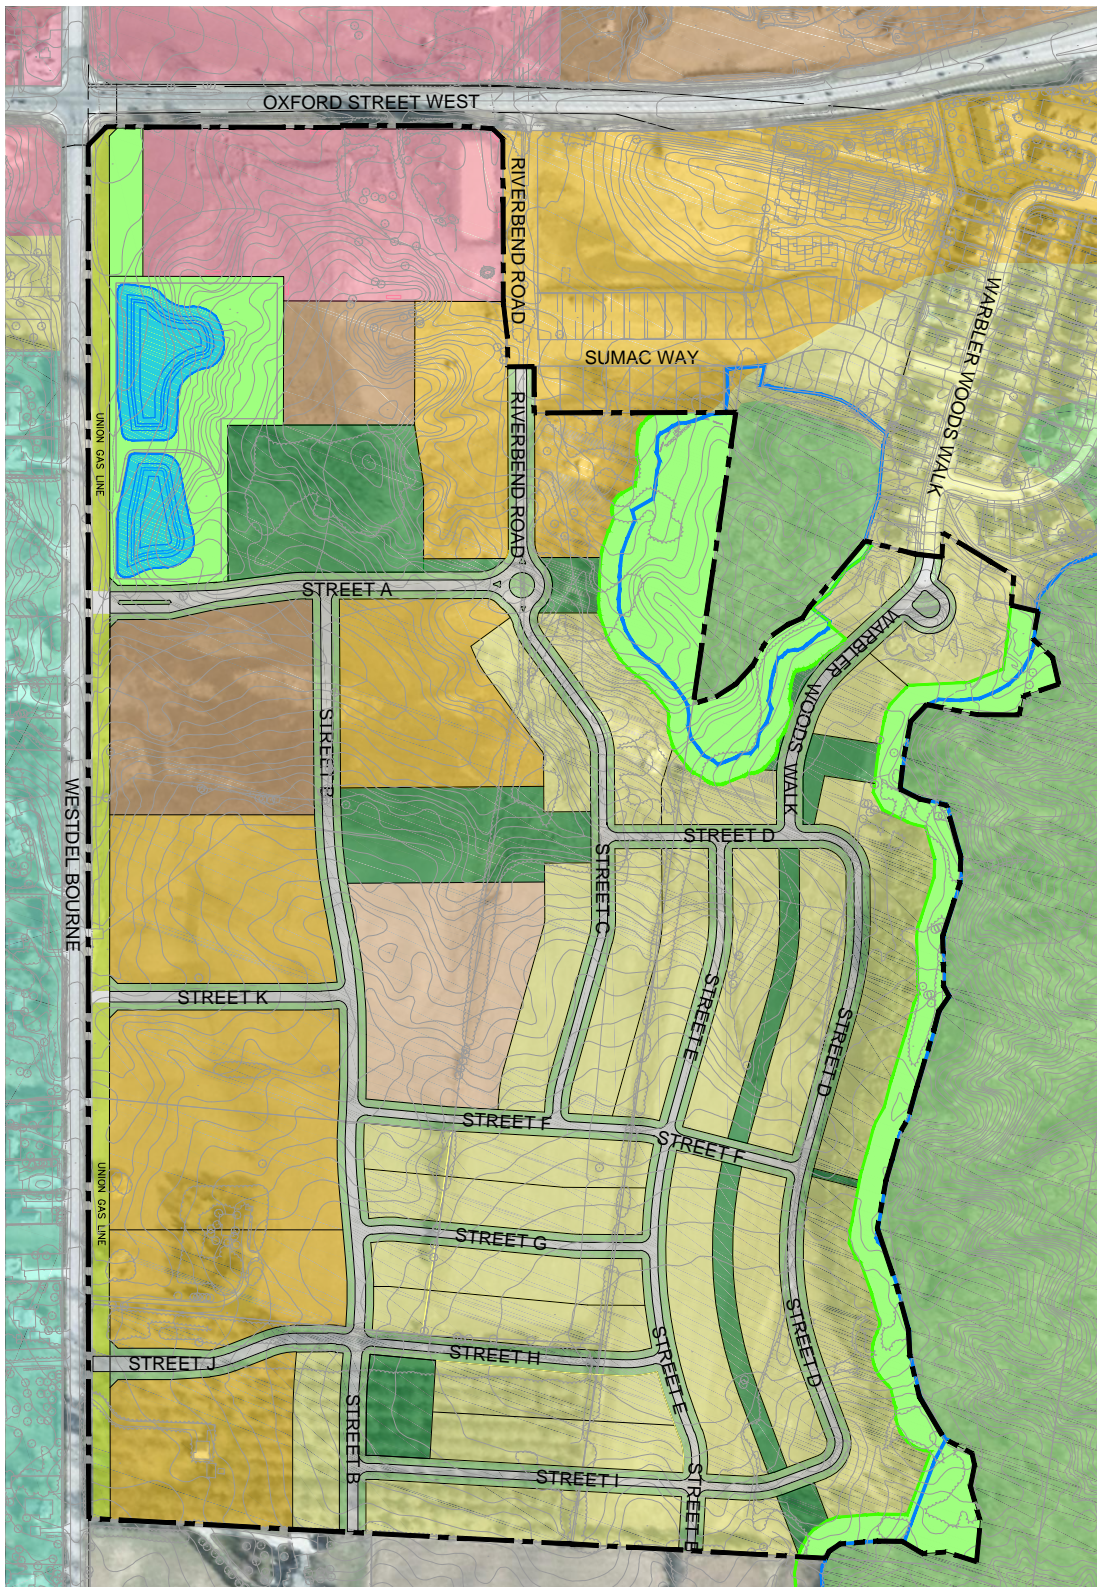 OXFORD STREET WEST
RIVERBEND ROAD
WARBLER WOODS WALK
SUMAC WAY
RIVERBEND ROAD
UNION GAS LINE
STREET A
WARBLER WOODS WALK
STREET B
WESTDEL BOURNE
STREET D
STREET C
STREET K
STREET E
STREET D
STREET F
STREET F
UNION GAS LINE
STREET G
STREET H
STREET J
STREET E
STREET D
STREET B
STREET I
STREET E